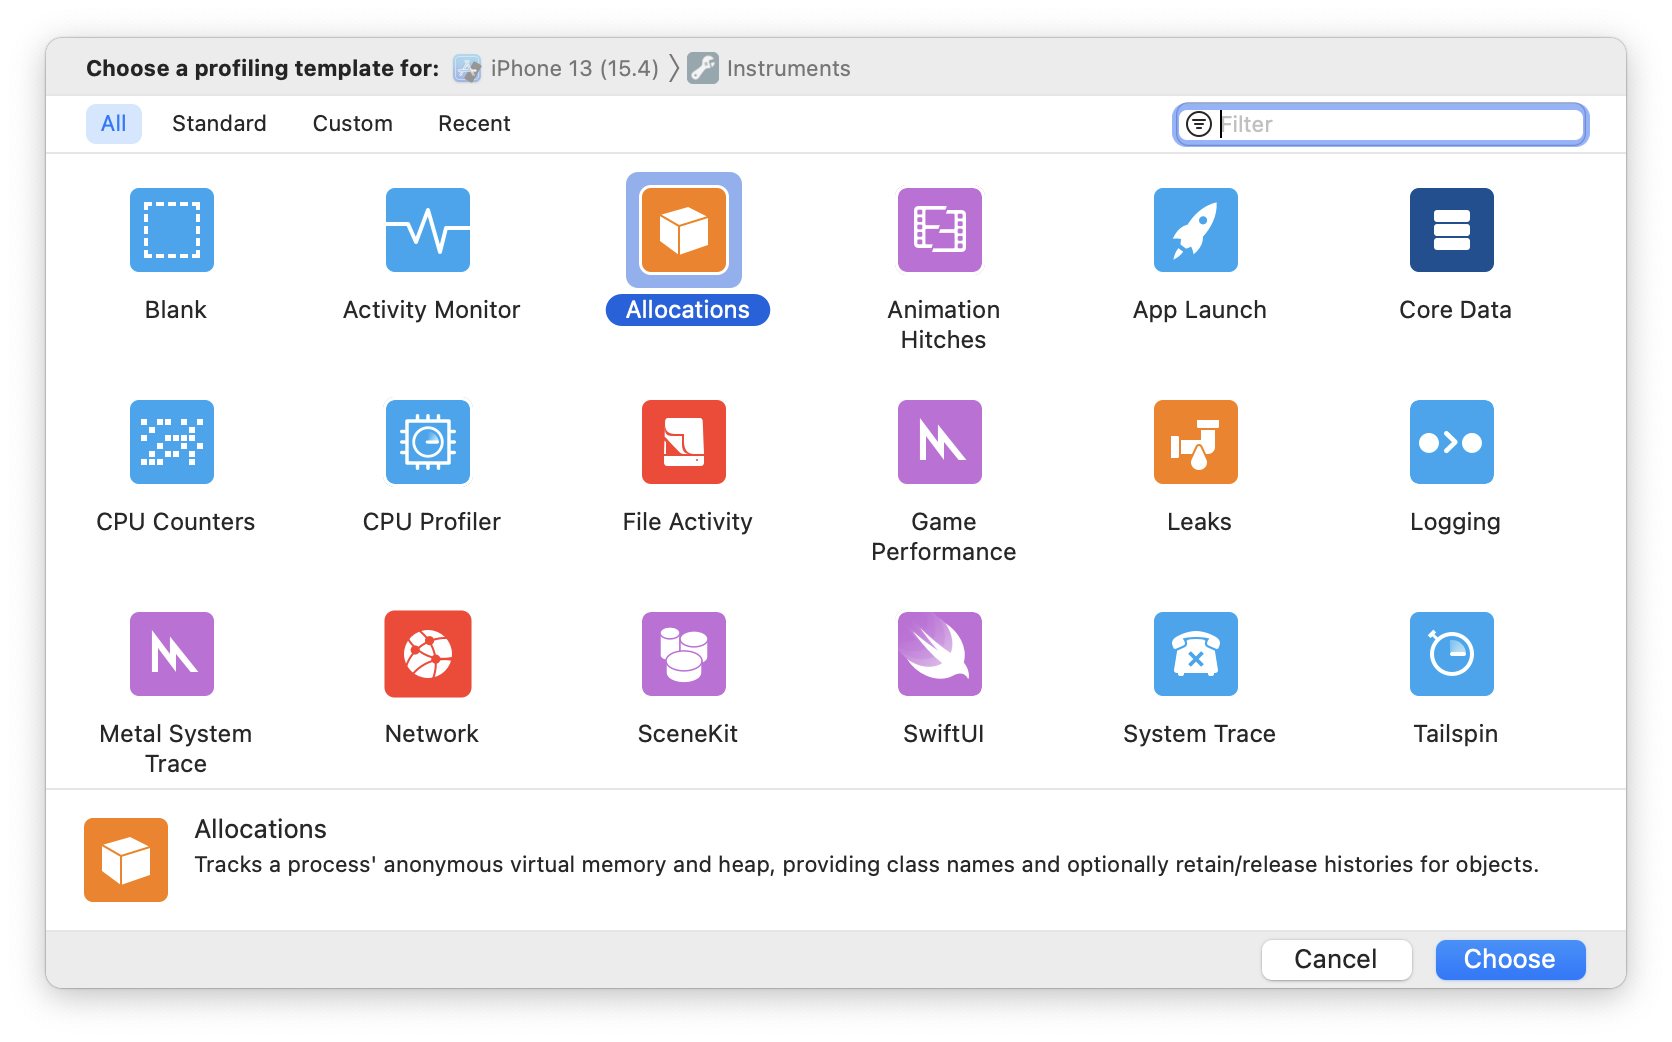 Choose a profiling template for: iPhone 13 (15.4) 〉 Instruments
All Standard Custom Recent Filter
Blank Activity Monitor Allocations Animation Hitches App Launch Core Data
CPU Counters CPU Profiler File Activity Game Performance Leaks Logging
Metal System Trace Network SceneKit SwiftUI System Trace Tailspin
Allocations
Tracks a process' anonymous virtual memory and heap, providing class names and optionally retain/release histories for objects.
Cancel Choose